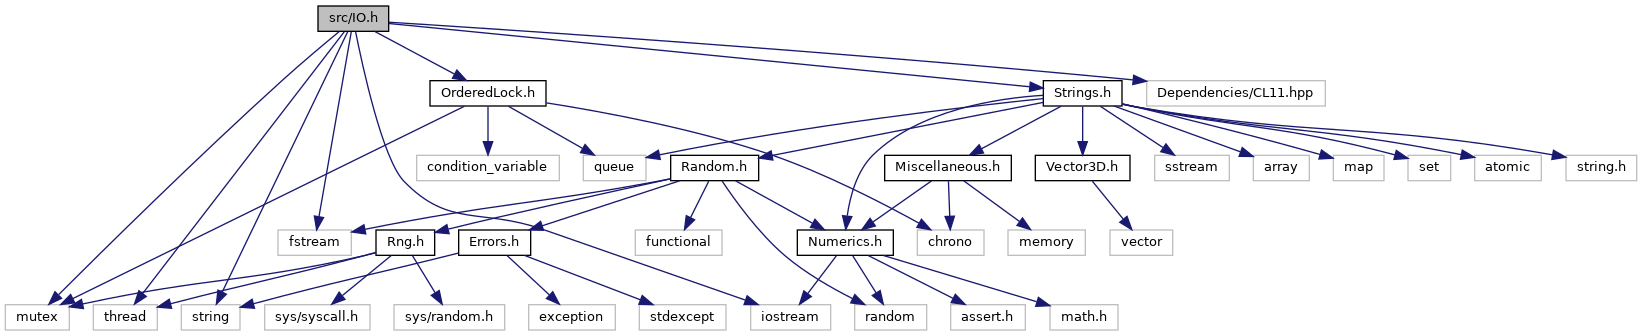 src/IO.h
OrderedLock.h
Strings.h
Dependencies/CL11.hpp
condition_variable
queue
Random.h
Miscellaneous.h
Vector3D.h
sstream
array
map
set
atomic
string.h
fstream
Rng.h
Errors.h
functional
Numerics.h
chrono
memory
vector
mutex
thread
string
sys/syscall.h
sys/random.h
exception
stdexcept
iostream
random
assert.h
math.h